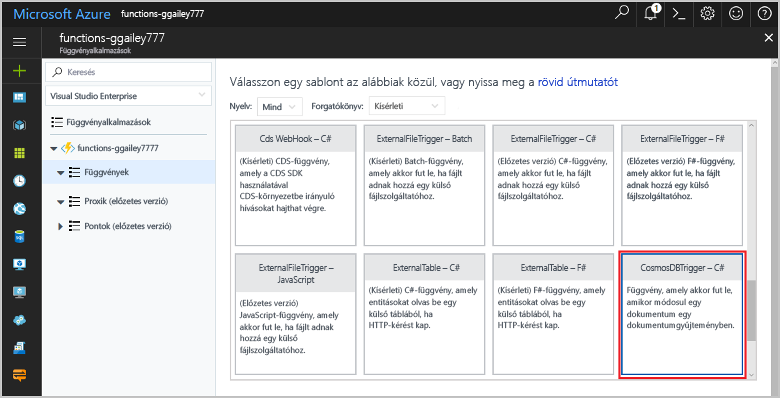 Microsoft Azure functions-ggailey777
1
functions-ggailey777
Függvényalkalmazások
Keresés
Visual Studio Enterprise
Függvényalkalmazások
functions-ggailey7777
Függvények
Proxik (előzetes verzió)
Pontok (előzetes verzió)
Válasszon egy sablont az alábbiak közül, vagy nyissa meg a rövid útmutatót
Nyelv: Mind Forgatókönyv: Kísérleti
Cds WebHook – C#
(Kísérleti) CDS-függvény,
amely a CDS SDK
használatával
CDS-környezetbe irányuló
hívásokat hajthat végre.
ExternalFileTrigger – Batch
(Kísérleti) Batch-függvény,
amely akkor fut le, ha fájlt
adnak hozzá egy külső
fájlszolgáltatóhoz.
ExternalFileTrigger – C#
(Előzetes verzió) C#-függvény,
amely akkor fut le, ha fájlt
adnak hozzá egy külső
fájlszolgáltatóhoz.
ExternalFileTrigger – F#
(Előzetes verzió) F#-függvény,
amely akkor fut le, ha fájlt
adnak hozzá egy külső
fájlszolgáltatóhoz.
ExternalFileTrigger –
JavaScript
(Előzetes verzió)
JavaScript-függvény, amely
akkor fut le, ha fájlt adnak
hozzá egy külső
fájlszolgáltatóhoz.
ExternalTable – C#
(Kísérleti) C#-függvény, amely
entitásokat olvas be egy
külső táblából, ha
HTTP-kérést kap.
ExternalTable – F#
(Kísérleti) F#-függvény, amely
entitásokat olvas be egy
külső táblából, ha
HTTP-kérést kap.
CosmosDBTrigger – C#
Függvény, amely akkor fut le,
amikor módosul egy
dokumentum egy
dokumentumgyűjteményben.